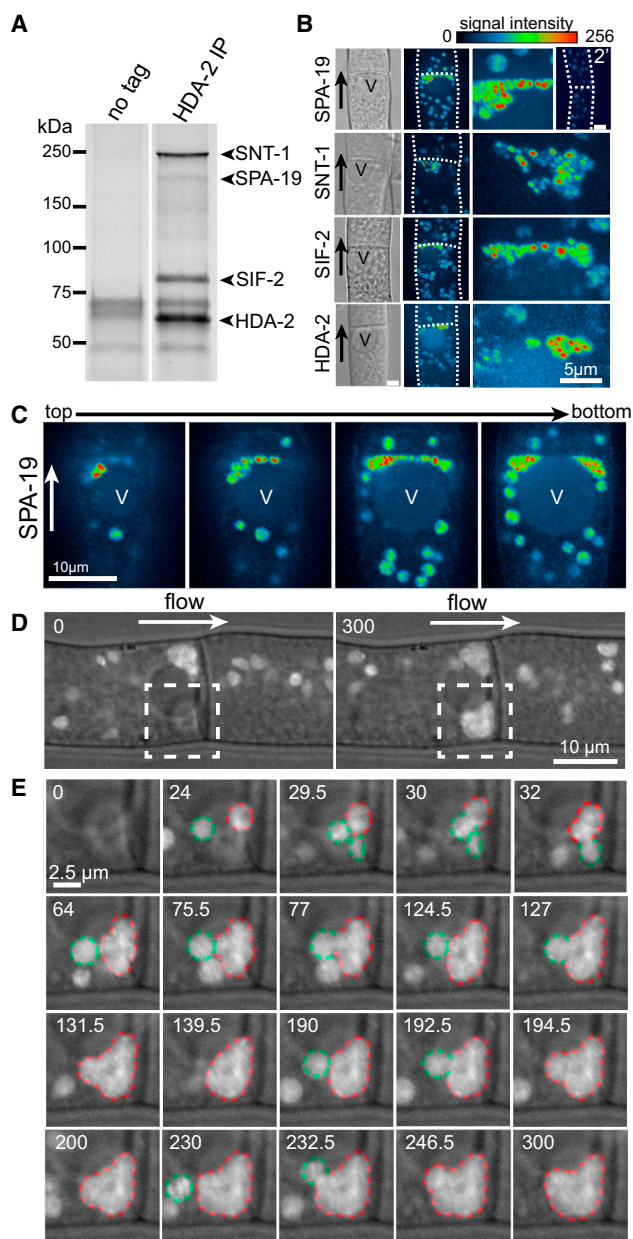 A
no tag
HDA-2 IP
kDa
250
150
100
75
50
SNT-1
SPA-19
SIF-2
HDA-2
B
signal intensity
0
256
SPA-19
V
2'
SNT-1
V
SIF-2
V
HDA-2
V
5µm
C
top
bottom
SPA-19
V
V
V
V
10µm
D
flow
flow
0
300
10 µm
E
0
24
29.5
30
32
2.5 µm
64
75.5
77
124.5
127
131.5
139.5
190
192.5
194.5
200
230
232.5
246.5
300